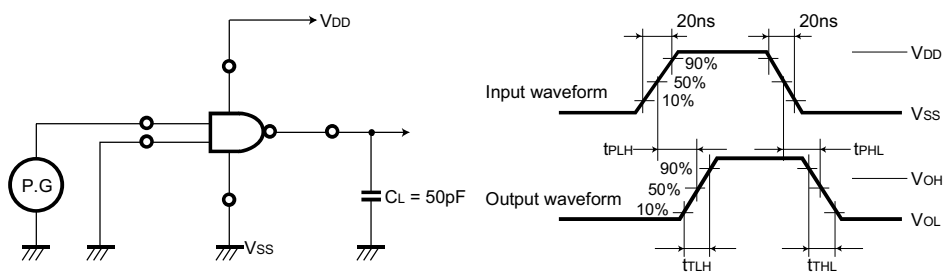 VDD
P.G
CL = 50pF
VSS
20ns 20ns
VDD
90%
50%
10%
Input waveform
VSS
tPLH tPHL
90%
50%
10%
VOH
Output waveform
VOL
tTLH tTHL